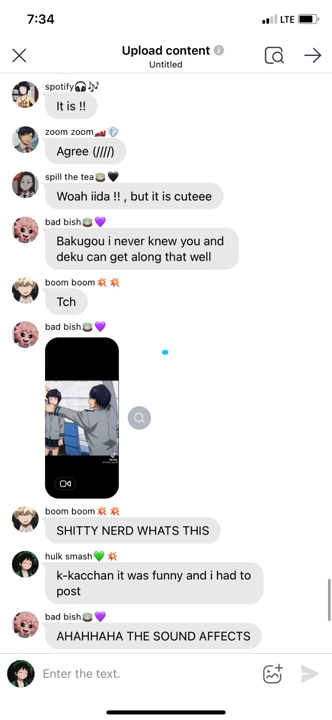 7:34
LTE
Upload content
Untitled
spotify🎧🎶
It is !!
zoom zoom🏎️💨
Agree (////)
spill the tea🍵🖤
Woah iida !! , but it is cuteee
bad bish🍵💜
Bakugou i never knew you and
deku can get along that well
boom boom 💥 💥
Tch
bad bish🍵💜
boom boom 💥 💥
SHITTY NERD WHATS THIS
hulk smash💚 💥
k-kacchan it was funny and i had to
post
bad bish🍵💜
AHAHHAHA THE SOUND AFFECTS
Enter the text.